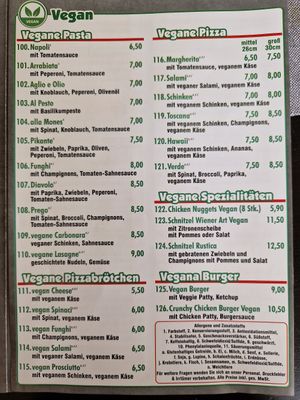 VEGAN
Vegan
Vegane Pasta
100.Napoli' 6,50
mit Tomatensauce
101.Arrabiata' 7,00
mit Peperoni, Tomatensauce
102.Aglio e Olio 7,00
mit Knoblauch, Peperoni, Olivenöl
103.Al Pesto 7,00
mit Basilikumpesto
104.alla Mones' 7,50
mit Spinat, Knoblauch, Tomatensauce
105.Pikante' 7,50
mit Zwiebeln, Paprika, Oliven,
Peperoni, Tomatensauce
106.Funghi' 8,00
mit Champignons, Tomaten-Sahnesauce
107.Diavola' 8,50
mit Paprika, Zwiebeln, Peperoni,
Tomaten-Sahnesauce
108.Prego' 8,50
mit Spinat, Broccoli, Champignons,
Tomaten-Sahnesauce
109.vegane Carbonara' 8,50
veganer Schinken, Sahnesauce
110.vegane Lasagne' 9,00
geschichtete Nudeln, Gemüse
Vegane Pizzabrötchen
111.vegan Cheese 5,50
mit veganem Käse
112.vegan Spinaci 6,00
mit Spinat, veganem Käse
113.vegan Funghi 6,00
mit Champignons, veganem Käse
114.vegan Salami 6,50
mit veganer Salami, veganem Käse
115.vegan Prosciutto 6,50
mit veganem Schinken, veganem Käse
Vegane Pizza
mittel groß
26cm 30cm
116.Margherita' 6,50 7,50
mit Tomatensauce, veganem Käse
117.Salami' 7,00 8,00
mit veganer Salami, veganem Käse
118.Schinken' 7,00 8,00
mit veganem Schinken, veganem Käse
119.Toscana' 7,50 8,50
mit veganem Schinken, Champignons,
veganem Käse
120.Hawaii' 7,50 8,50
mit veganem Schinken, Ananas,
veganem Käse
121.Verde' 7,50 8,50
mit Spinat, Broccoli, Paprika,
veganem Käse
Vegane Spezialitäten
122.Chicken Nuggets Vegan (8 Stk.) 5,90
123.Schnitzel Wiener Art Vegan 10,50
mit Zitronenscheibe
mit Pommes oder Salat
124.Schnitzel Rustica 12,50
mit gebratenen Zwiebeln und
Champignons mit Pommes und Salat
Vegana Burger
125.Vegan Burger 9,00
mit Veggie Patty, Ketchup
126.Crunchy Chicken Burger Vegan 10,50
mit Chicken Patty, Burgersauce
Allergene und Zusatzstoffe